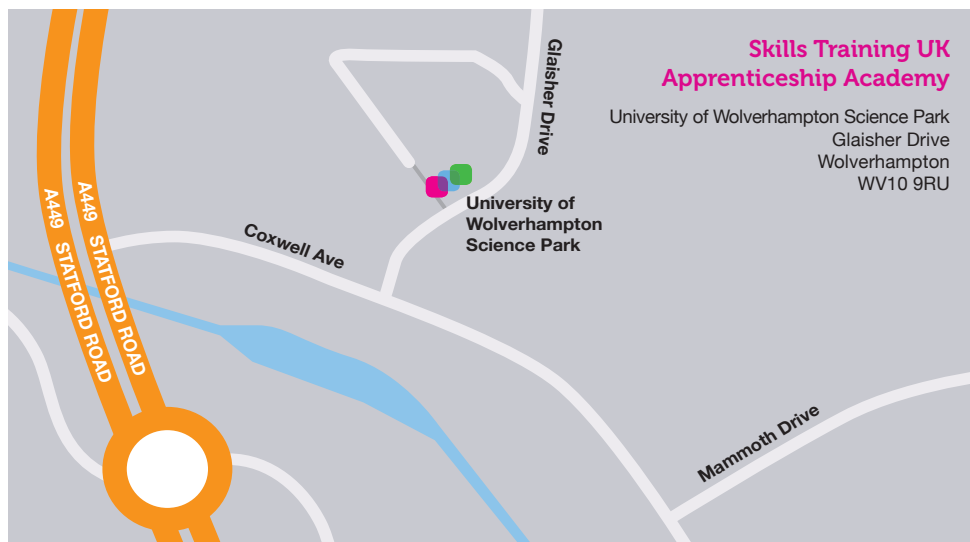 Skills Training UK
Apprenticeship Academy
University of Wolverhampton Science Park
Glaisher Drive
Wolverhampton
WV10 9RU
Glaisher Drive
University of
Wolverhampton
Science Park
Coxwell Ave
A449 STATFORD ROAD
A449 STATFORD ROAD
Mammoth Drive